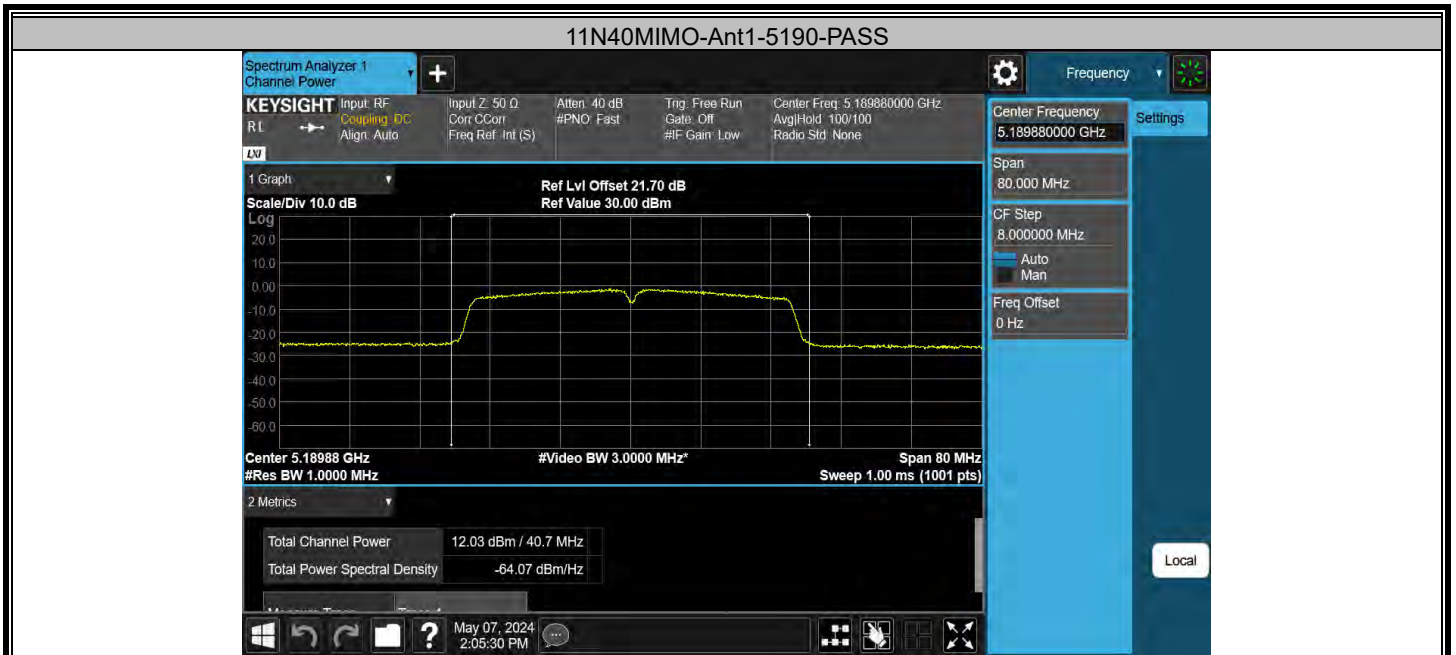 11N40MIMO-Ant1-5190-PASS
Spectrum Analyzer 1
Channel Power
+
Frequency
KEYSIGHT
RL
LXI
Input: RF
Coupling: DC
Align: Auto
Input Z: 50 Ω
Corr CCorr
Freq Ref: Int (S)
Atten: 40 dB
#PNO: Fast
Trig: Free Run
Gate: Off
#IF Gain: Low
Center Freq: 5.189880000 GHz
Avg|Hold: 100/100
Radio Std: None
Center Frequency
5.189880000 GHz
Settings
Span
80.000 MHz
CF Step
8.000000 MHz
Auto
Man
Freq Offset
0 Hz
Local
1 Graph
Scale/Div 10.0 dB
Ref Lvl Offset 21.70 dB
Ref Value 30.00 dBm
Log
20.0
10.0
0.00
-10.0
-20.0
-30.0
-40.0
-50.0
-60.0
Center 5.18988 GHz
#Video BW 3.0000 MHz*
Span 80 MHz
#Res BW 1.0000 MHz
Sweep 1.00 ms (1001 pts)
2 Metrics
Total Channel Power 12.03 dBm / 40.7 MHz
Total Power Spectral Density -64.07 dBm/Hz
?
May 07, 2024
2:05:30 PM